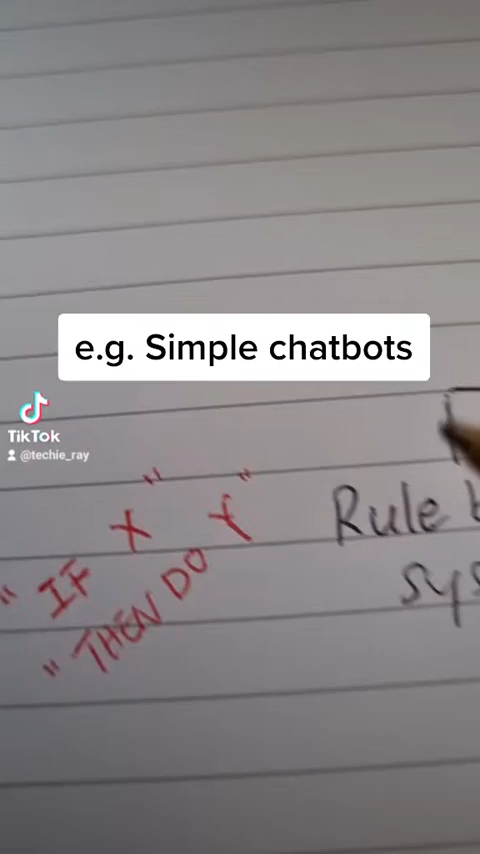 e.g. Simple chatbots
TikTok
@techie_ray
"IF X"
"THEN DO Y"
Rule